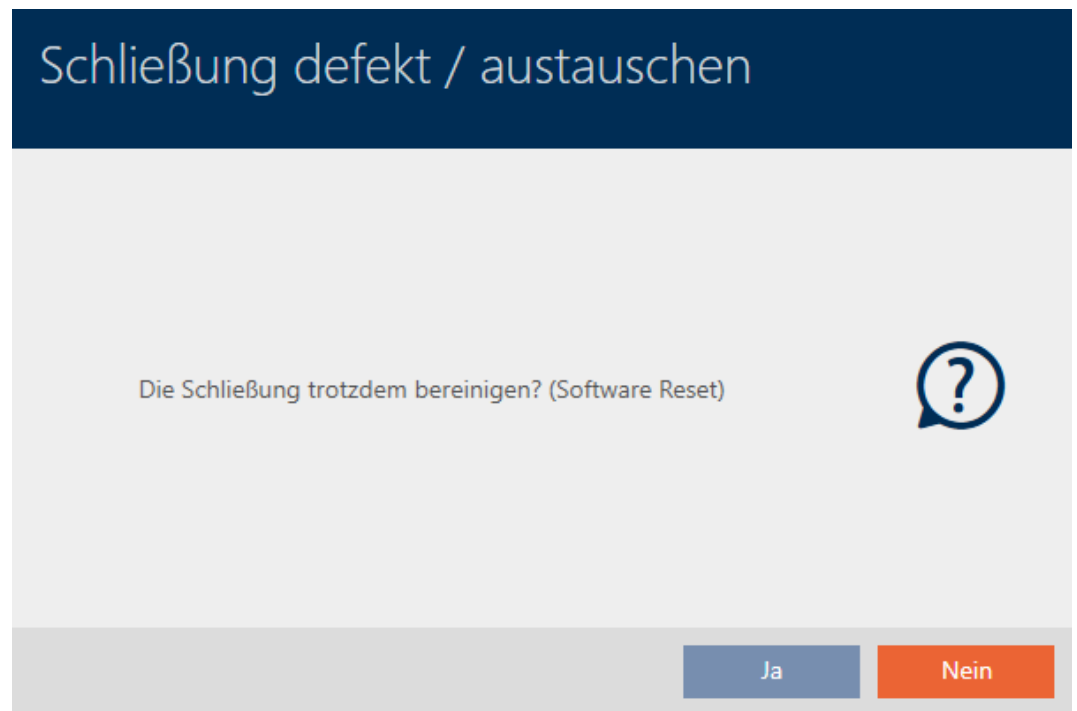 Schließung defekt / austauschen
Die Schließung trotzdem bereinigen? (Software Reset)
?
Ja
Nein